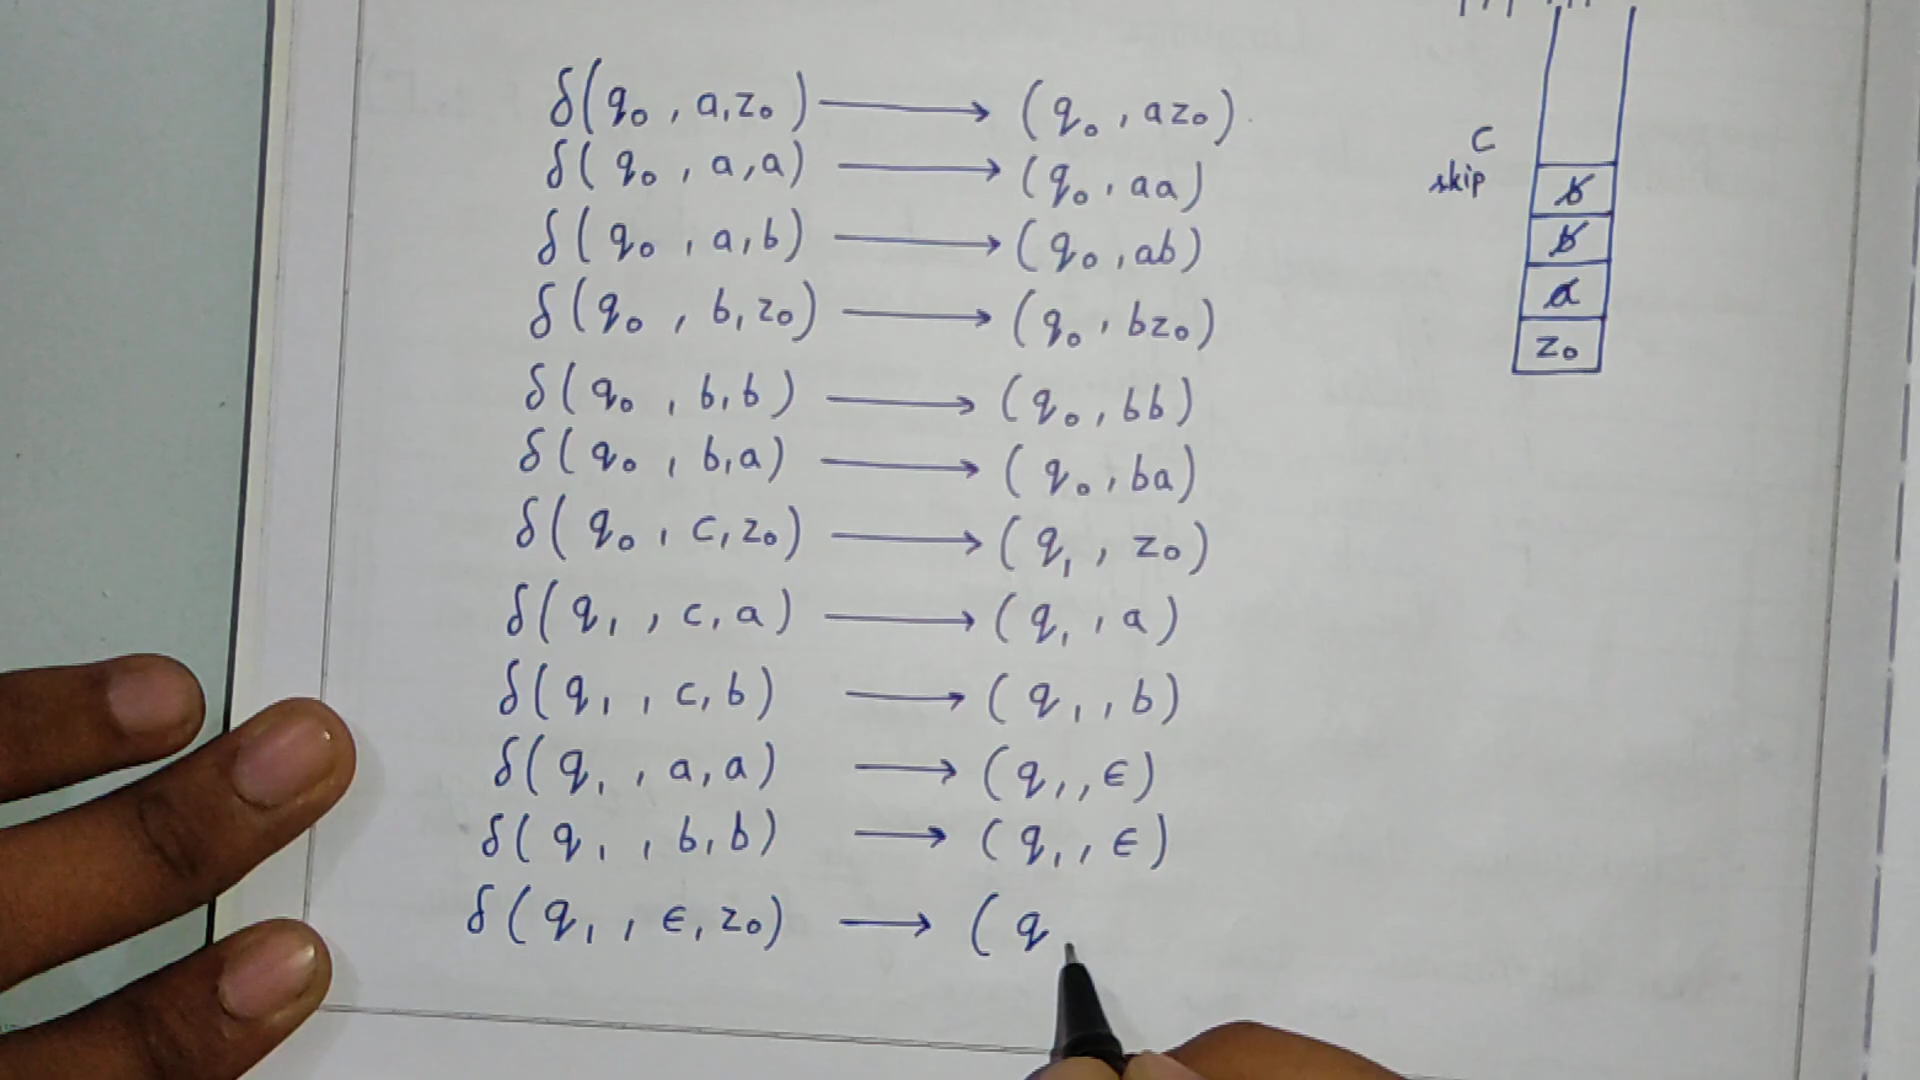 δ(q₀, a, z₀) ⟶ (q₀, az₀)
δ(q₀, a, a) ⟶ (q₀, aa)
δ(q₀, a, b) ⟶ (q₀, ab)
δ(q₀, b, z₀) ⟶ (q₀, bz₀)
δ(q₀, b, b) ⟶ (q₀, bb)
δ(q₀, b, a) ⟶ (q₀, ba)
δ(q₀, c, z₀) ⟶ (q₁, z₀)
δ(q₁, c, a) ⟶ (q₁, a)
δ(q₁, c, b) ⟶ (q₁, b)
δ(q₁, a, a) ⟶ (q₁, ϵ)
δ(q₁, b, b) ⟶ (q₁, ϵ)
δ(q₁, ϵ, z₀) ⟶ (q
c
skip
b
b
a
z₀